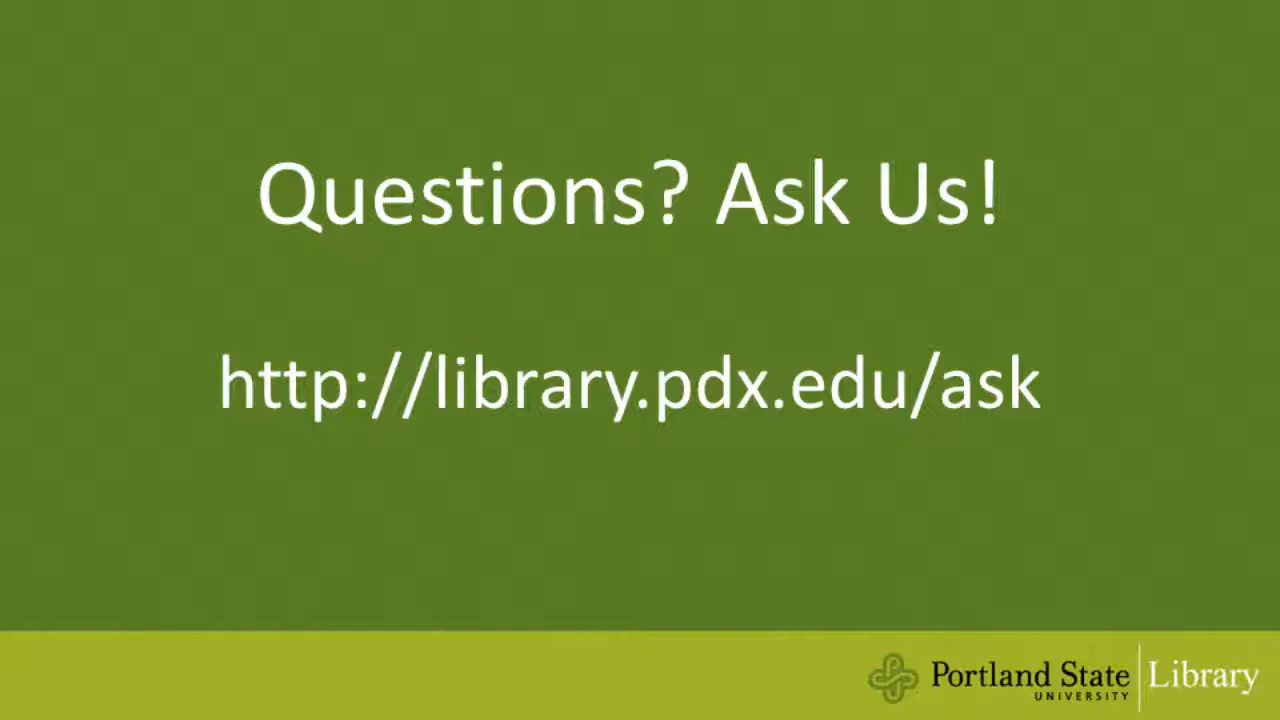 Questions? Ask Us!
http://library.pdx.edu/ask
Portland State
UNIVERSITY
Library